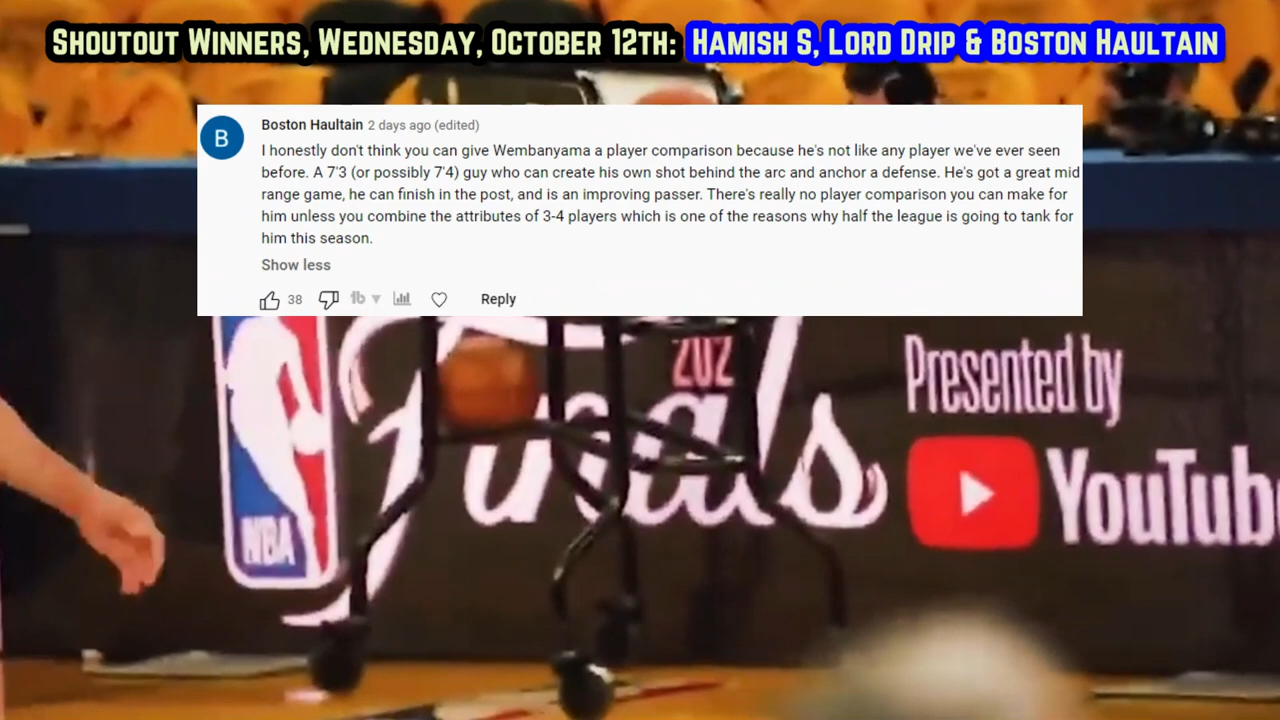 Shoutout Winners, Wednesday, October 12th: Hamish S, Lord Drip & Boston Haultain
B
Boston Haultain 2 days ago (edited)
I honestly don't think you can give Wembanyama a player comparison because he's not like any player we've ever seen
before. A 7'3 (or possibly 7'4) guy who can create his own shot behind the arc and anchor a defense. He's got a great mid
range game, he can finish in the post, and is an improving passer. There's really no player comparison you can make for
him unless you combine the attributes of 3-4 players which is one of the reasons why half the league is going to tank for
him this season.
Show less
38 Reply
202
Finals
NBA
Presented by
YouTub